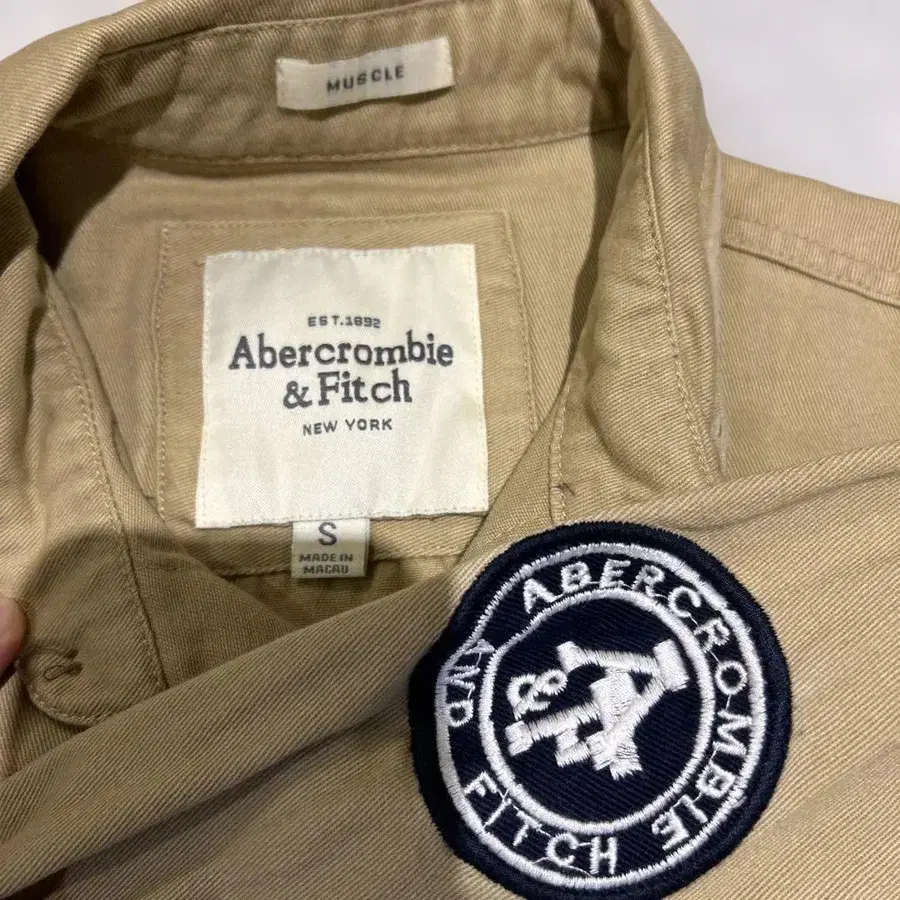 MUSCLE
EST.1892
Abercrombie
& Fitch
NEW YORK
S
MADE IN
MACAU
ABERCROMBIE
AND FITCH
A&F